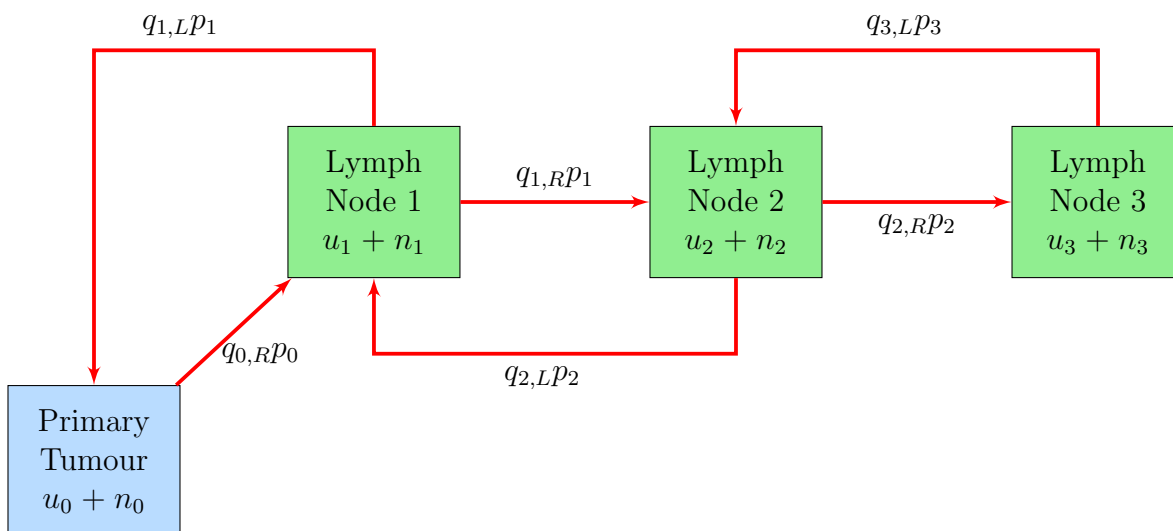 q_{1,L}p_1
q_{3,L}p_3
Lymph
Node 1
u_1 + n_1
q_{1,R}p_1
Lymph
Node 2
u_2 + n_2
q_{2,R}p_2
Lymph
Node 3
u_3 + n_3
q_{0,R}p_0
q_{2,L}p_2
Primary
Tumour
u_0 + n_0